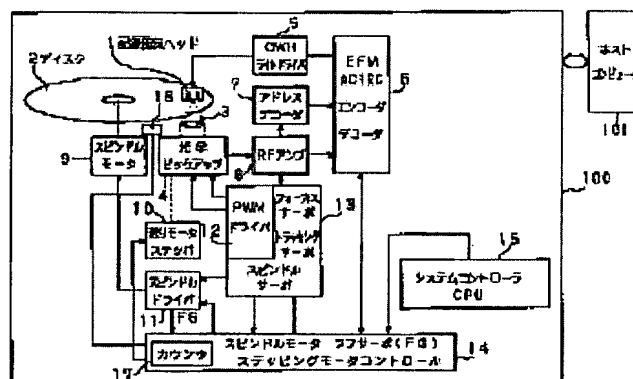 1
ヘッド
5
2ディスク
OWH
ライトドライバ
EFM
ACIRC
エンコーダ
デコーダ
6
ホスト
コンピュータ
101
7
アドレス
デコーダ
18
3
9
スピンドル
モータ
光学
ピックアップ
4
RFアンプ
8
100
10
送りモータ
ステッパ
PWM
ドライバ
12
フォーカス
サーボ
トラッキング
サーボ
スピンドル
サーボ
13
15
システムコントローラ
CPU
スピンドル
ドライバ
11
FG
カウンタ
17
スピンドルモータ ラフサーボ(FG)
ステッピングモータコントロール
14